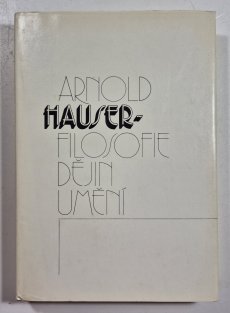 ARNOLD
HAUSER-
FILOSOFIE
DĚJIN
UMĚNÍ